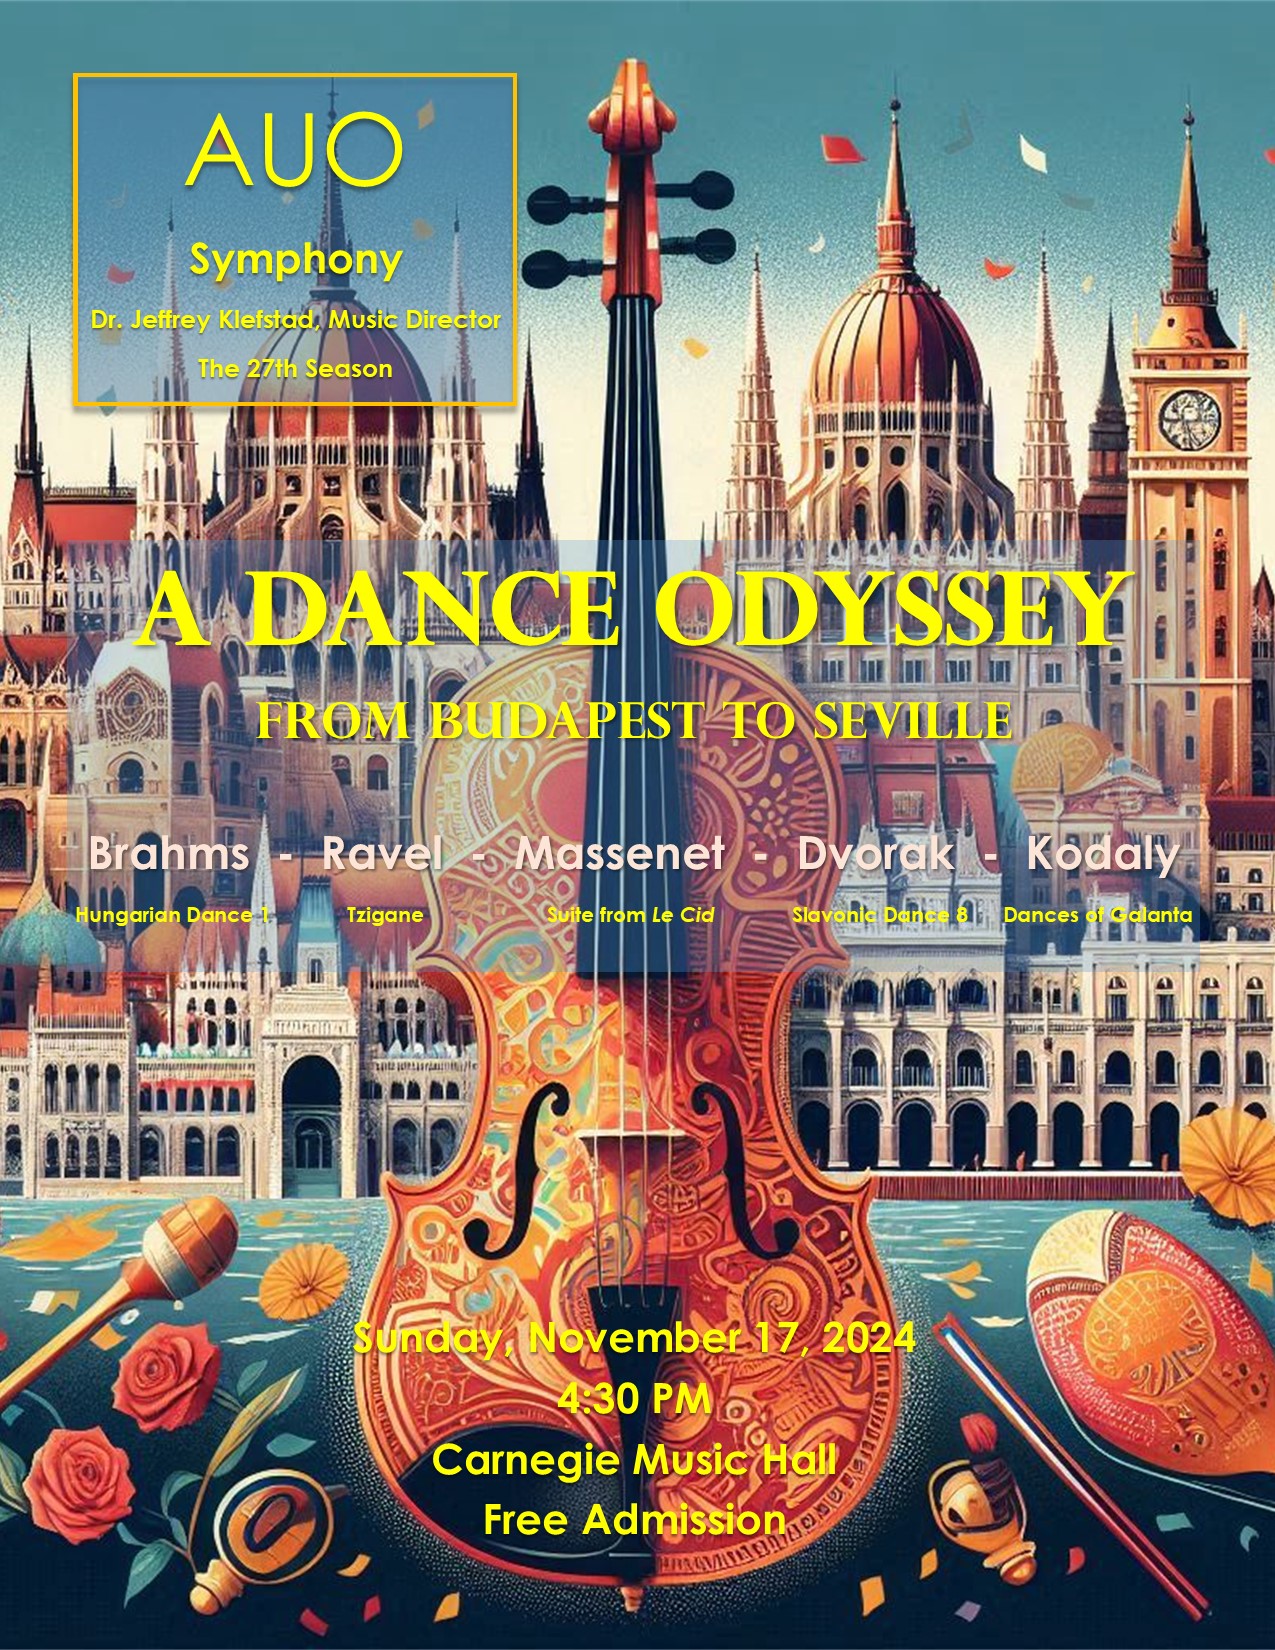 AUO
Symphony
Dr. Jeffrey Klefstad, Music Director
The 27th Season
A DANCE ODYSSEY
FROM BUDAPEST TO SEVILLE
Brahms - Ravel - Massenet - Dvorak - Kodaly
Hungarian Dance 1 Tzigane Suite from Le Cid Slavonic Dance 8 Dances of Galanta
Sunday, November 17, 2024
4:30 PM
Carnegie Music Hall
Free Admission